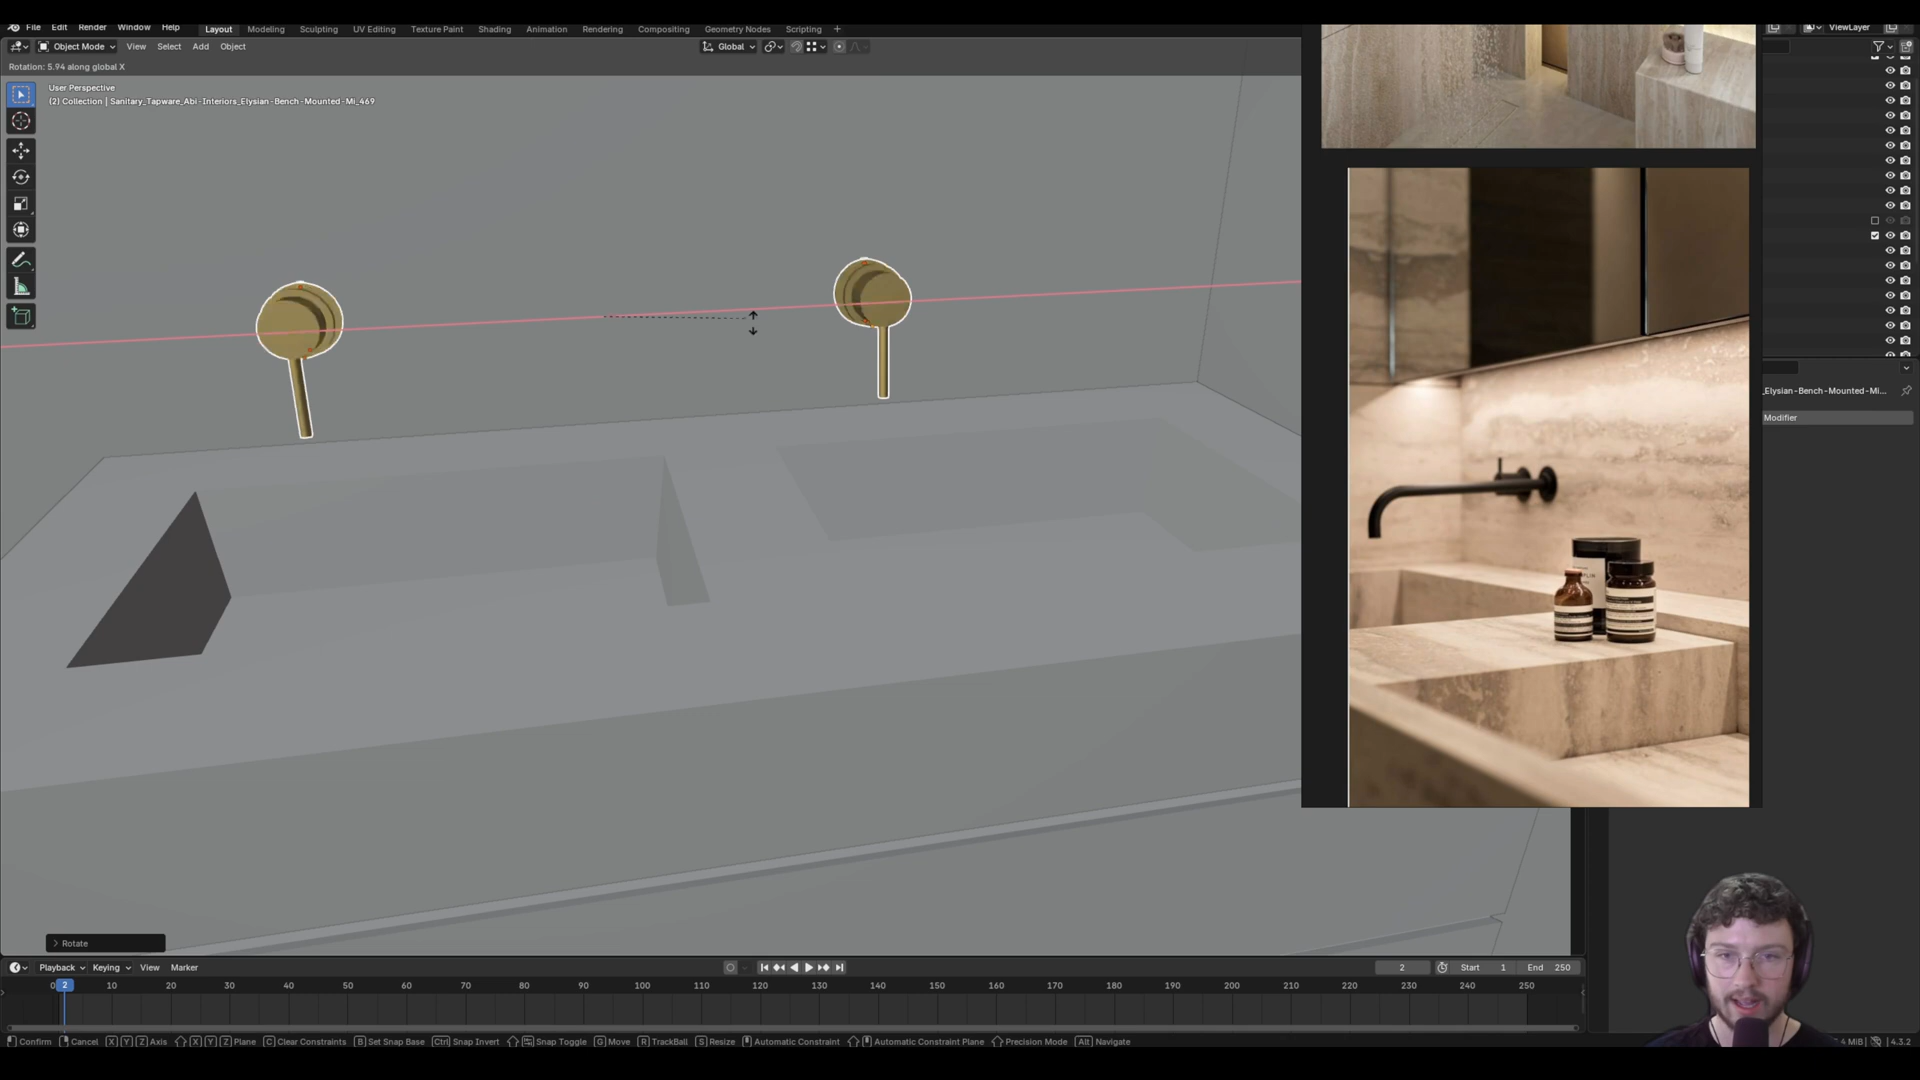 File Edit Render Window Help Layout Modeling Sculpting UV Editing Texture Paint Shading Animation Rendering Compositing Geometry Nodes Scripting + ViewLayer
Object Mode View Select Add Object Global
Rotation: 5.94 along global X
User Perspective
(2) Collection | Sanitary_Tapware_Abi-Interiors_Elysian-Bench-Mounted-Mi_469
_Elysian-Bench-Mounted-Mi...
Modifier
Rotate
Playback Keying View Marker 2 Start 1 End 250
0 2 10 20 30 40 50 60 70 80 90 100 110 120 130 140 150 160 170 180 190 200 210 220 230 240 250
Confirm Cancel X Y Z Axis X Y Z Plane C Clear Constraints B Set Snap Base Ctrl Snap Invert Snap Toggle G Move R TrackBall S Resize Automatic Constraint Automatic Constraint Plane Precision Mode Alt Navigate 4 MiB | 4.3.2